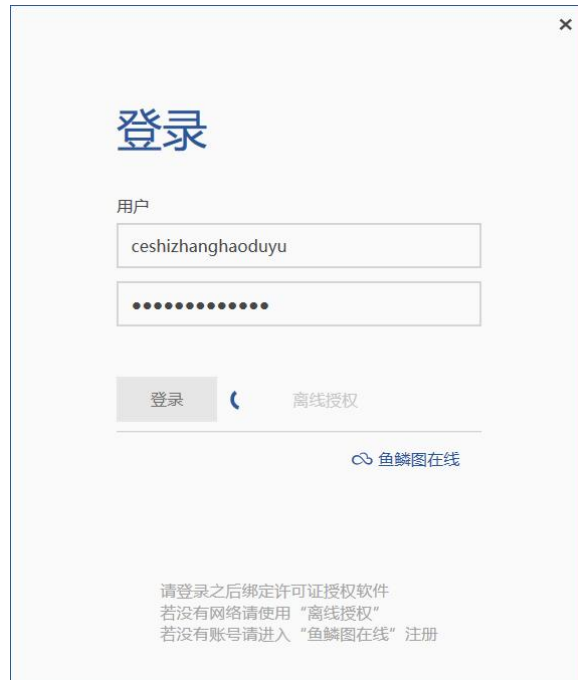 登录
用户
ceshizhanghaoduyu
●●●●●●●●●●●●●
登录
离线授权
鱼鳞图在线
请登录之后绑定许可证授权软件
若没有网络请使用“离线授权”
若没有账号请进入“鱼鳞图在线”注册